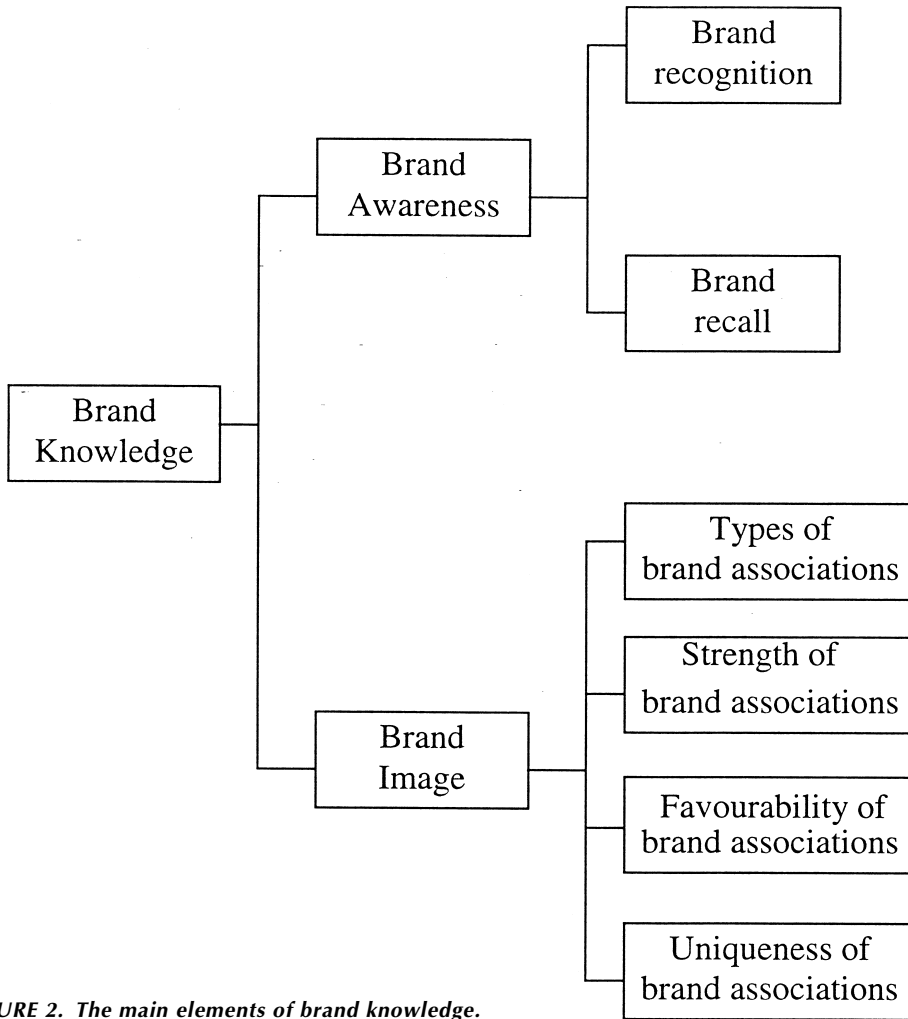 Brand
recognition
Brand
Awareness
Brand
recall
Brand
Knowledge
Types of
brand associations
Strength of
brand associations
Brand
Image
Favourability of
brand associations
Uniqueness of
brand associations
URE 2. The main elements of brand knowledge.